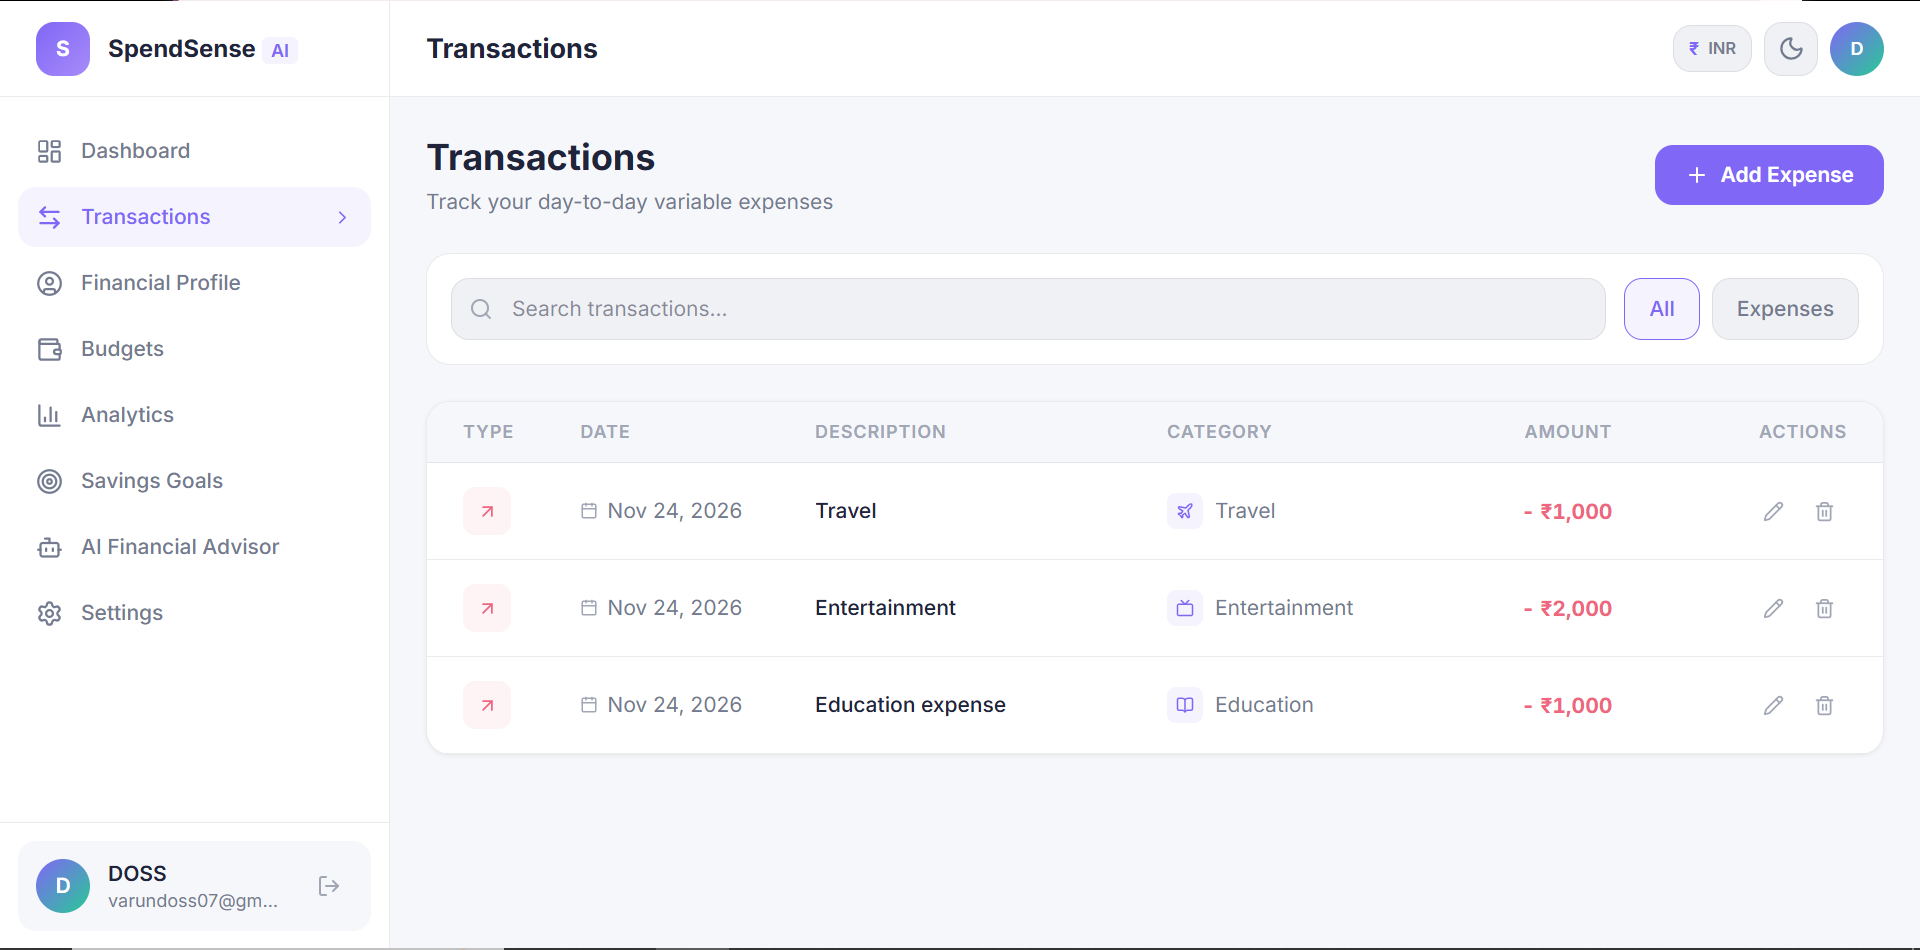 S SpendSense AI
Transactions
₹ INR
D
Dashboard
Transactions
Financial Profile
Budgets
Analytics
Savings Goals
AI Financial Advisor
Settings
D
DOSS
varundoss07@gm...
Transactions
Track your day-to-day variable expenses
+ Add Expense
Search transactions...
All
Expenses
TYPE DATE DESCRIPTION CATEGORY AMOUNT ACTIONS
Nov 24, 2026 Travel Travel - ₹1,000
Nov 24, 2026 Entertainment Entertainment - ₹2,000
Nov 24, 2026 Education expense Education - ₹1,000